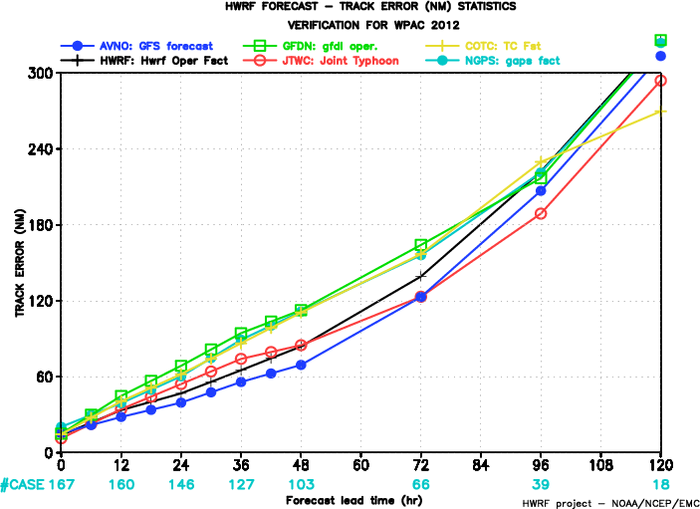 HWRF FORECAST – TRACK ERROR (NM) STATISTICS
VERIFICATION FOR WPAC 2012
AVNO: GFS forecast
GFDN: gfdl oper.
COTC: TC Fst
HWRF: Hwrf Oper Fsct
JTWC: Joint Typhoon
NGPS: gaps fsct
TRACK ERROR (NM)
300
240
180
120
60
0
0 12 24 36 48 60 72 84 96 108 120
#CASE 167 160 146 127 103 66 39 18
Forecast lead time (hr)
HWRF project – NOAA/NCEP/EMC